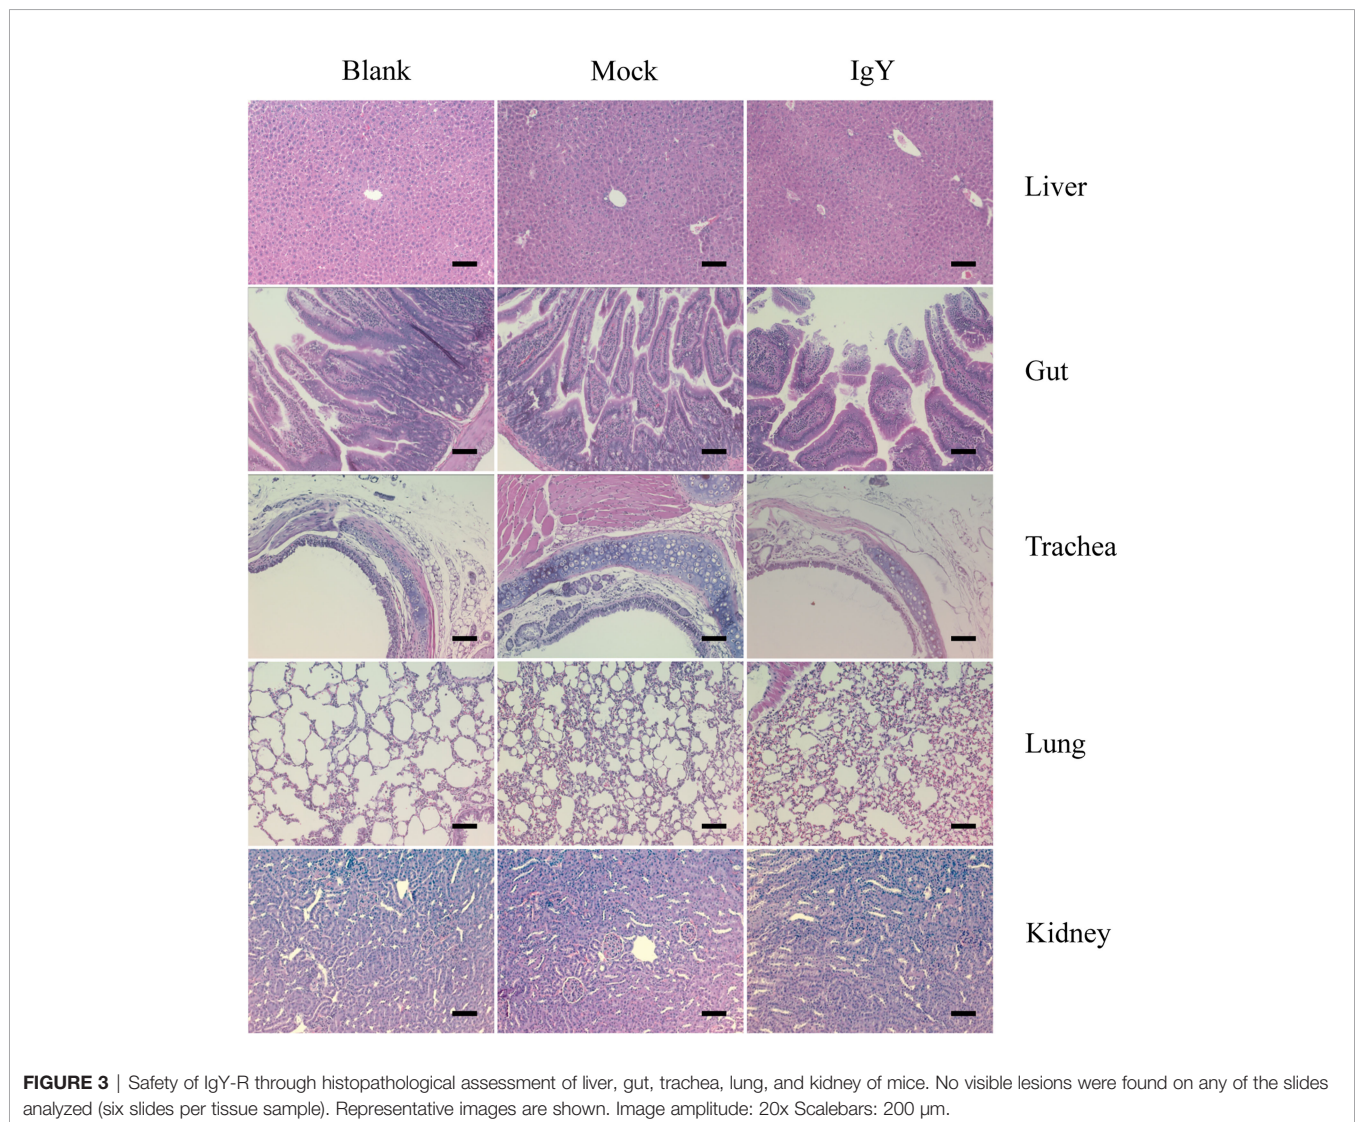 Blank Mock IgY
Liver
Gut
Trachea
Lung
Kidney
FIGURE 3 | Safety of IgY-R through histopathological assessment of liver, gut, trachea, lung, and kidney of mice. No visible lesions were found on any of the slides
analyzed (six slides per tissue sample). Representative images are shown. Image amplitude: 20x Scalebars: 200 µm.